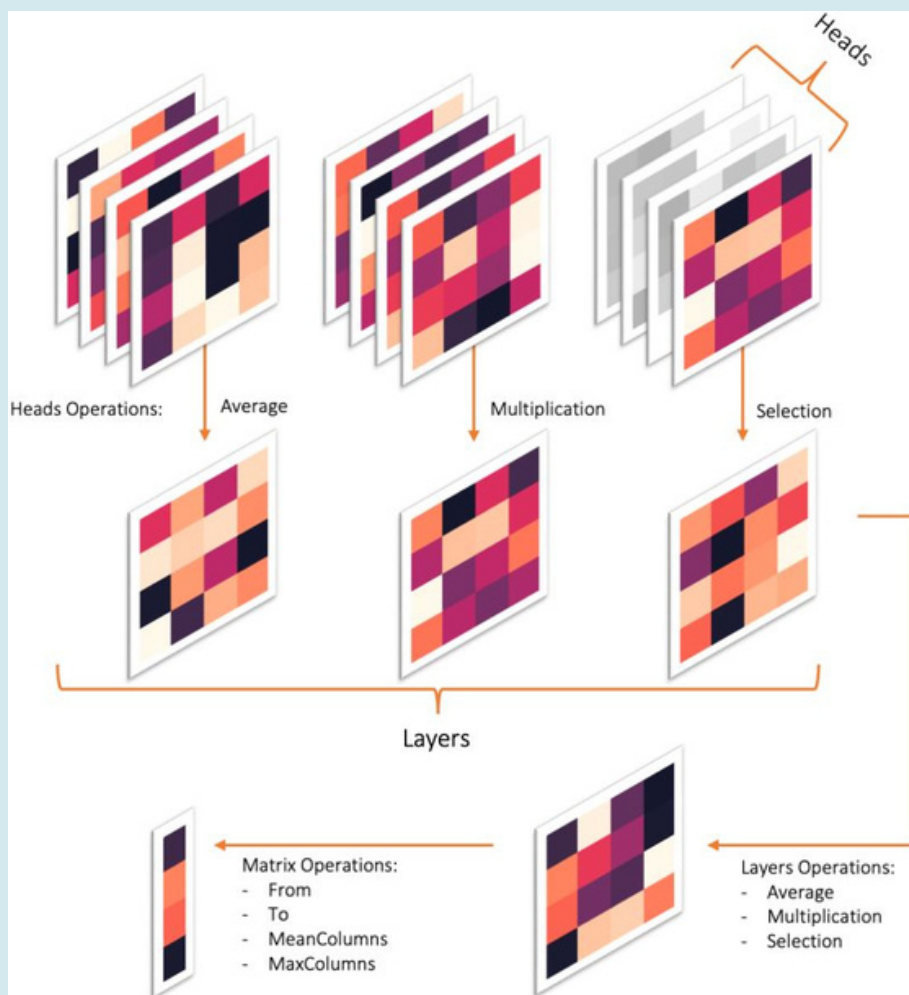 Heads
Heads Operations:
Average
Multiplication
Selection
Layers
Matrix Operations:
- From
- To
- MeanColumns
- MaxColumns
Layers Operations:
- Average
- Multiplication
- Selection